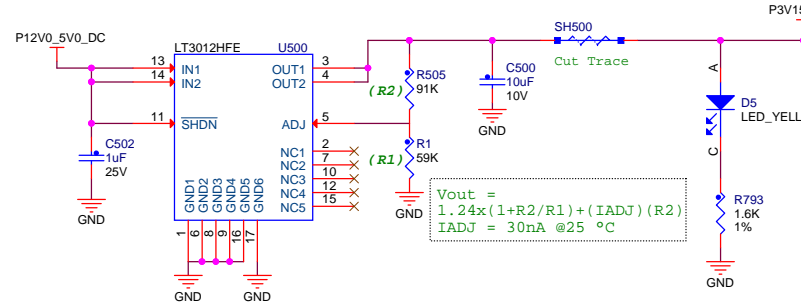 P12V0_5V0_DC
LT3012HFE
U500
SH500
P3V15
13
IN1
14
IN2
11
SHDN
OUT1
3
OUT2
4
ADJ
5
NC1
2
NC2
7
NC3
10
NC4
12
NC5
15
GND1
GND2
GND3
GND4
GND5
GND6
1
6
8
9
16
17
C502
1uF
25V
GND
GND
GND
R505
(R2)
91K
R1
(R1)
59K
GND
C500
10uF
10V
GND
Cut Trace
A
D5
LED_YELL
C
R793
1.6K
1%
GND
Vout =
1.24x(1+R2/R1)+(IADJ)(R2)
IADJ = 30nA @25 ºC